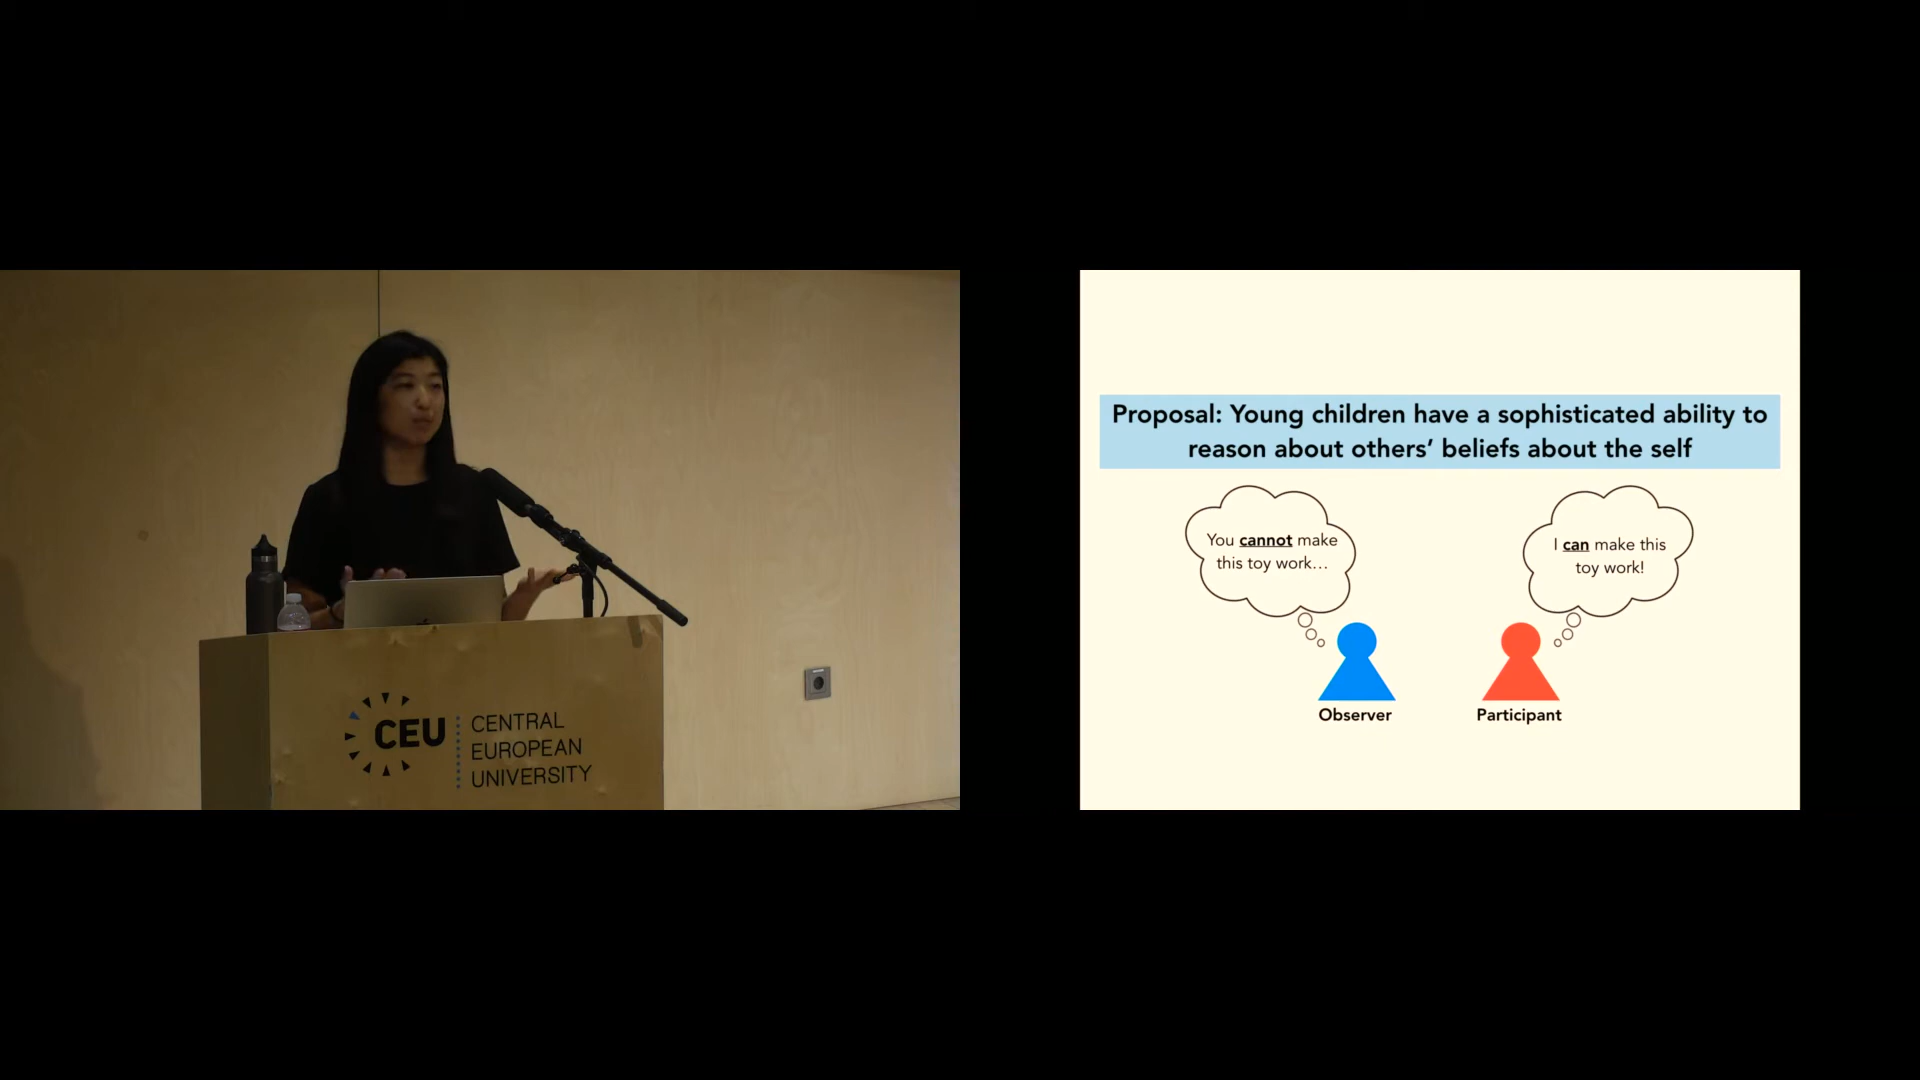 CEU
CENTRAL
EUROPEAN
UNIVERSITY
Proposal: Young children have a sophisticated ability to
reason about others’ beliefs about the self
You cannot make
this toy work...
I can make this
toy work!
Observer
Participant